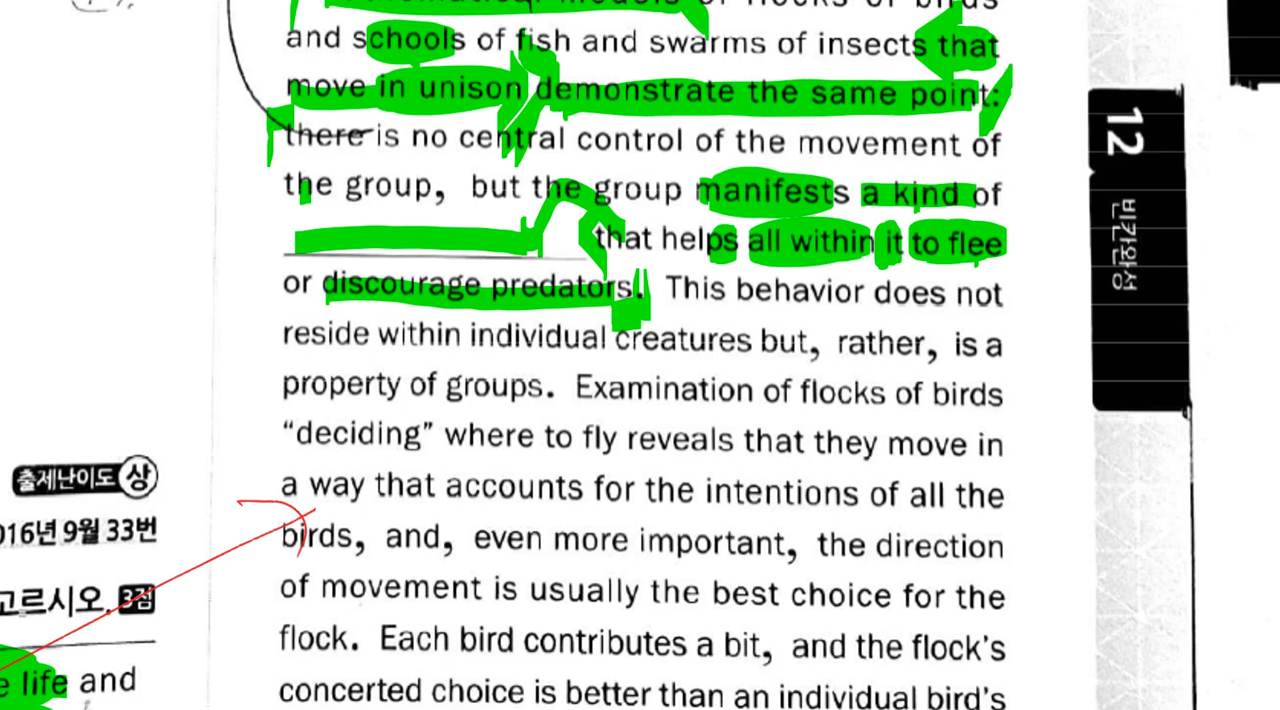 models of flocks of birds
and schools of fish and swarms of insects that
move in unison demonstrate the same point:
there is no central control of the movement of
the group, but the group manifests a kind of
that helps all within it to flee
or discourage predators. This behavior does not
reside within individual creatures but, rather, is a
property of groups. Examination of flocks of birds
“deciding” where to fly reveals that they move in
a way that accounts for the intentions of all the
birds, and, even more important, the direction
of movement is usually the best choice for the
flock. Each bird contributes a bit, and the flock's
concerted choice is better than an individual bird's
출제난이도 상
016년 9월 33번
고르시오. 3점
e life and
12
빈칸완성